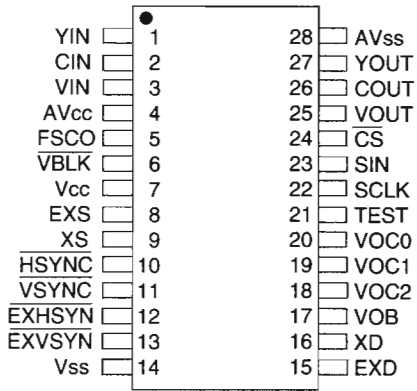 YIN 1 28 AVss
CIN 2 27 YOUT
VIN 3 26 COUT
AVcc 4 25 VOUT
FSCO 5 24 CS
VBLK 6 23 SIN
Vcc 7 22 SCLK
EXS 8 21 TEST
XS 9 20 VOC0
HSYNC 10 19 VOC1
VSYNC 11 18 VOC2
EXHSYN 12 17 VOB
EXVSYN 13 16 XD
Vss 14 15 EXD